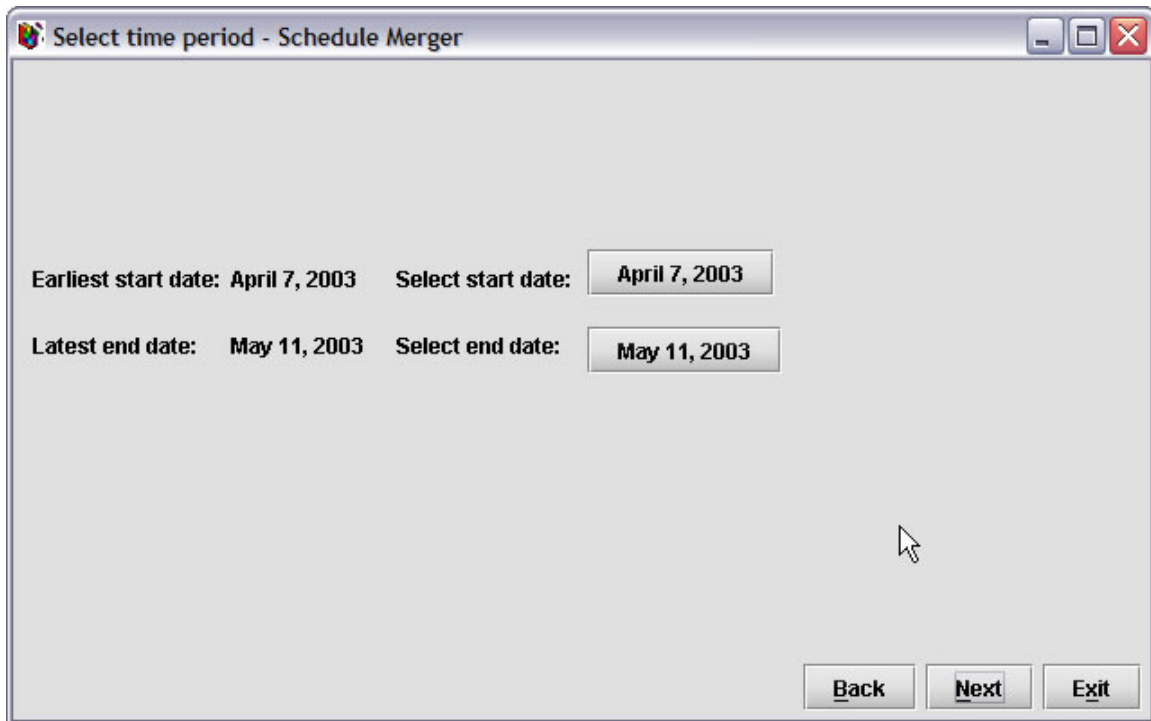 Select time period - Schedule Merger
Earliest start date: April 7, 2003 Select start date: April 7, 2003
Latest end date: May 11, 2003 Select end date: May 11, 2003
Back Next Exit